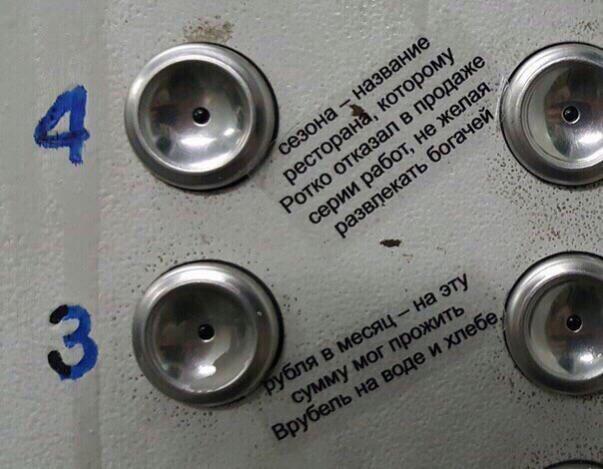 4
сезона – название
ресторана, которому
Ротко отказал в продаже
серии работ, не желая
развлекать богачей
3
рубля в месяц – на эту
сумму мог прожить
Врубель на воде и хлебе